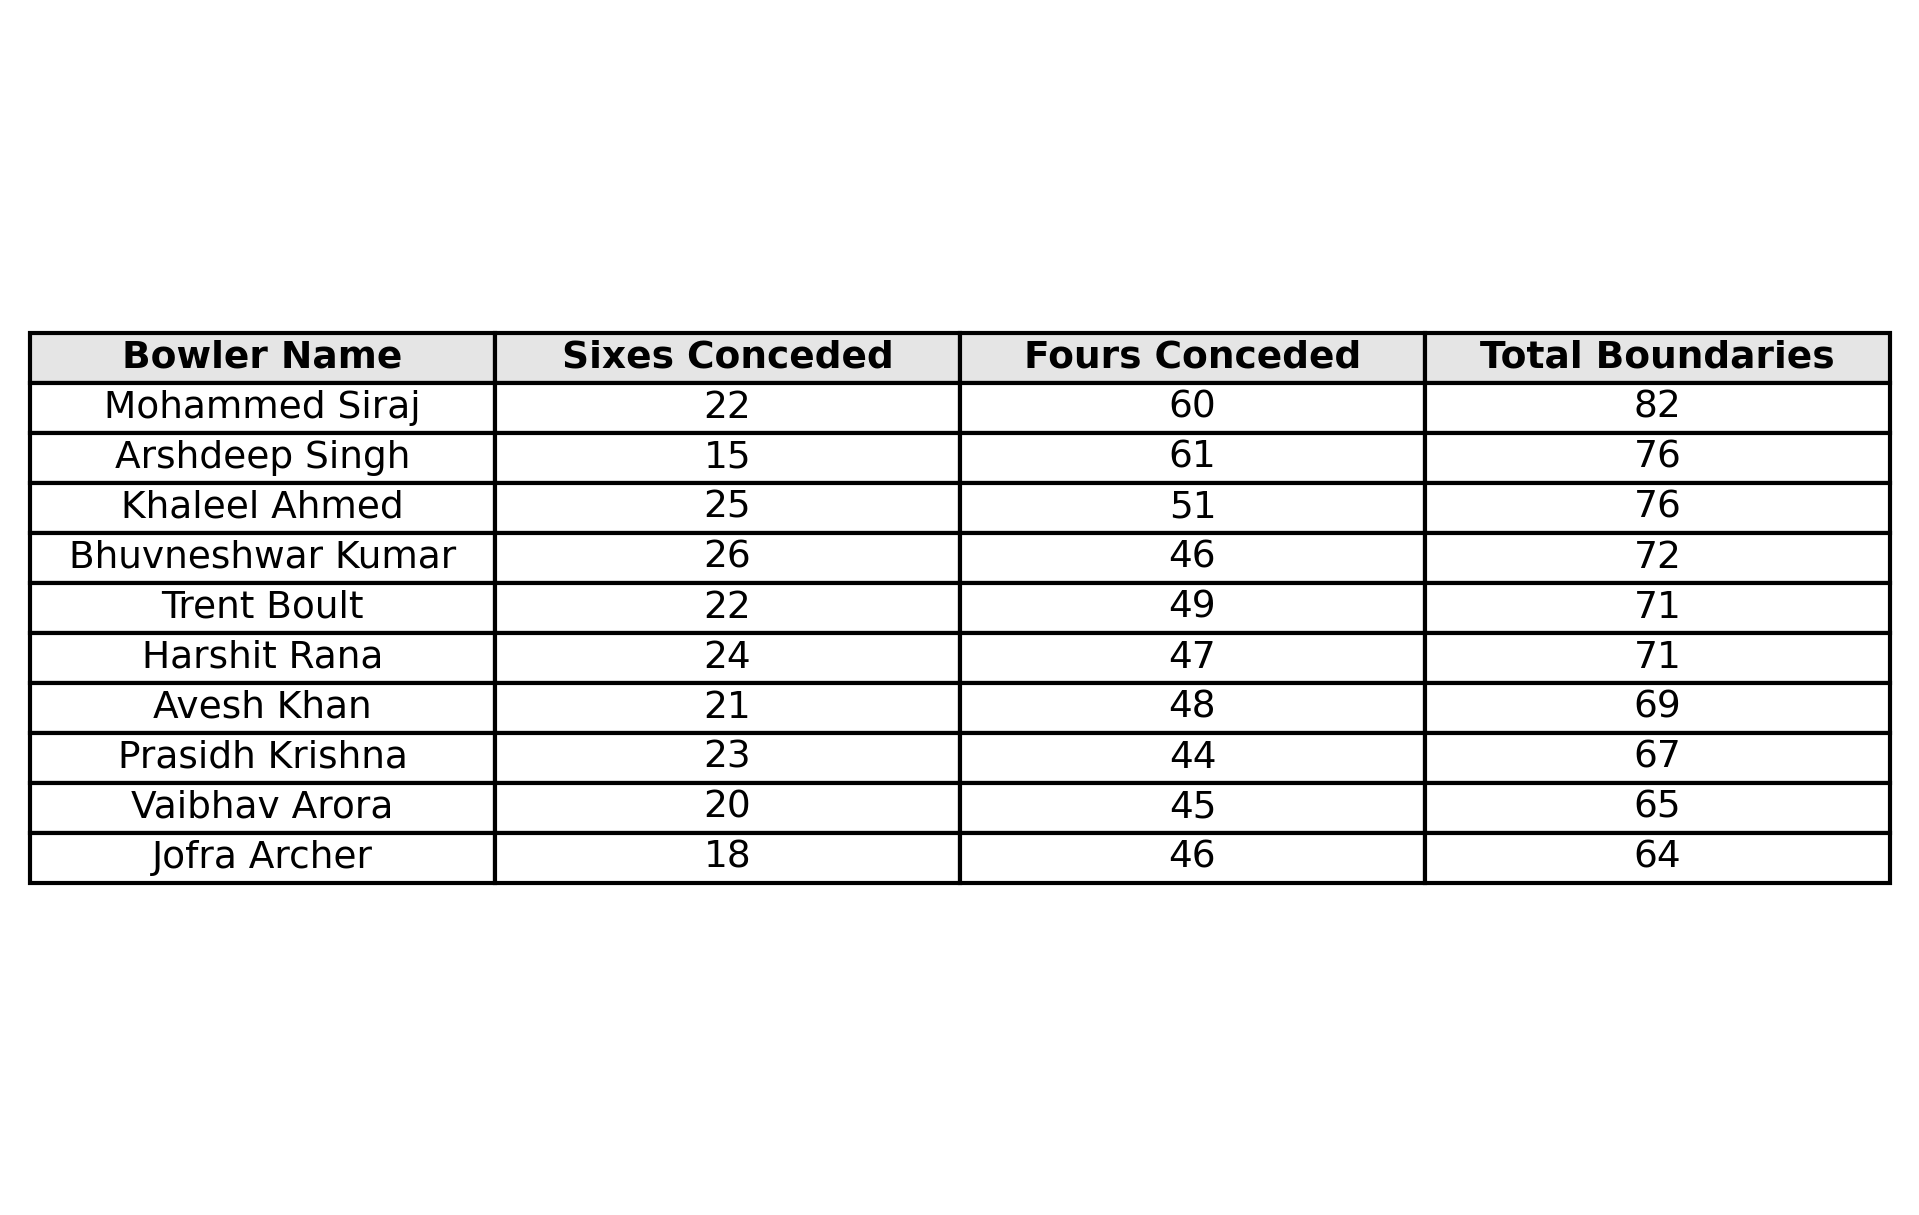 Bowler Name Sixes Conceded Fours Conceded Total Boundaries
Mohammed Siraj 22 60 82
Arshdeep Singh 15 61 76
Khaleel Ahmed 25 51 76
Bhuvneshwar Kumar 26 46 72
Trent Boult 22 49 71
Harshit Rana 24 47 71
Avesh Khan 21 48 69
Prasidh Krishna 23 44 67
Vaibhav Arora 20 45 65
Jofra Archer 18 46 64